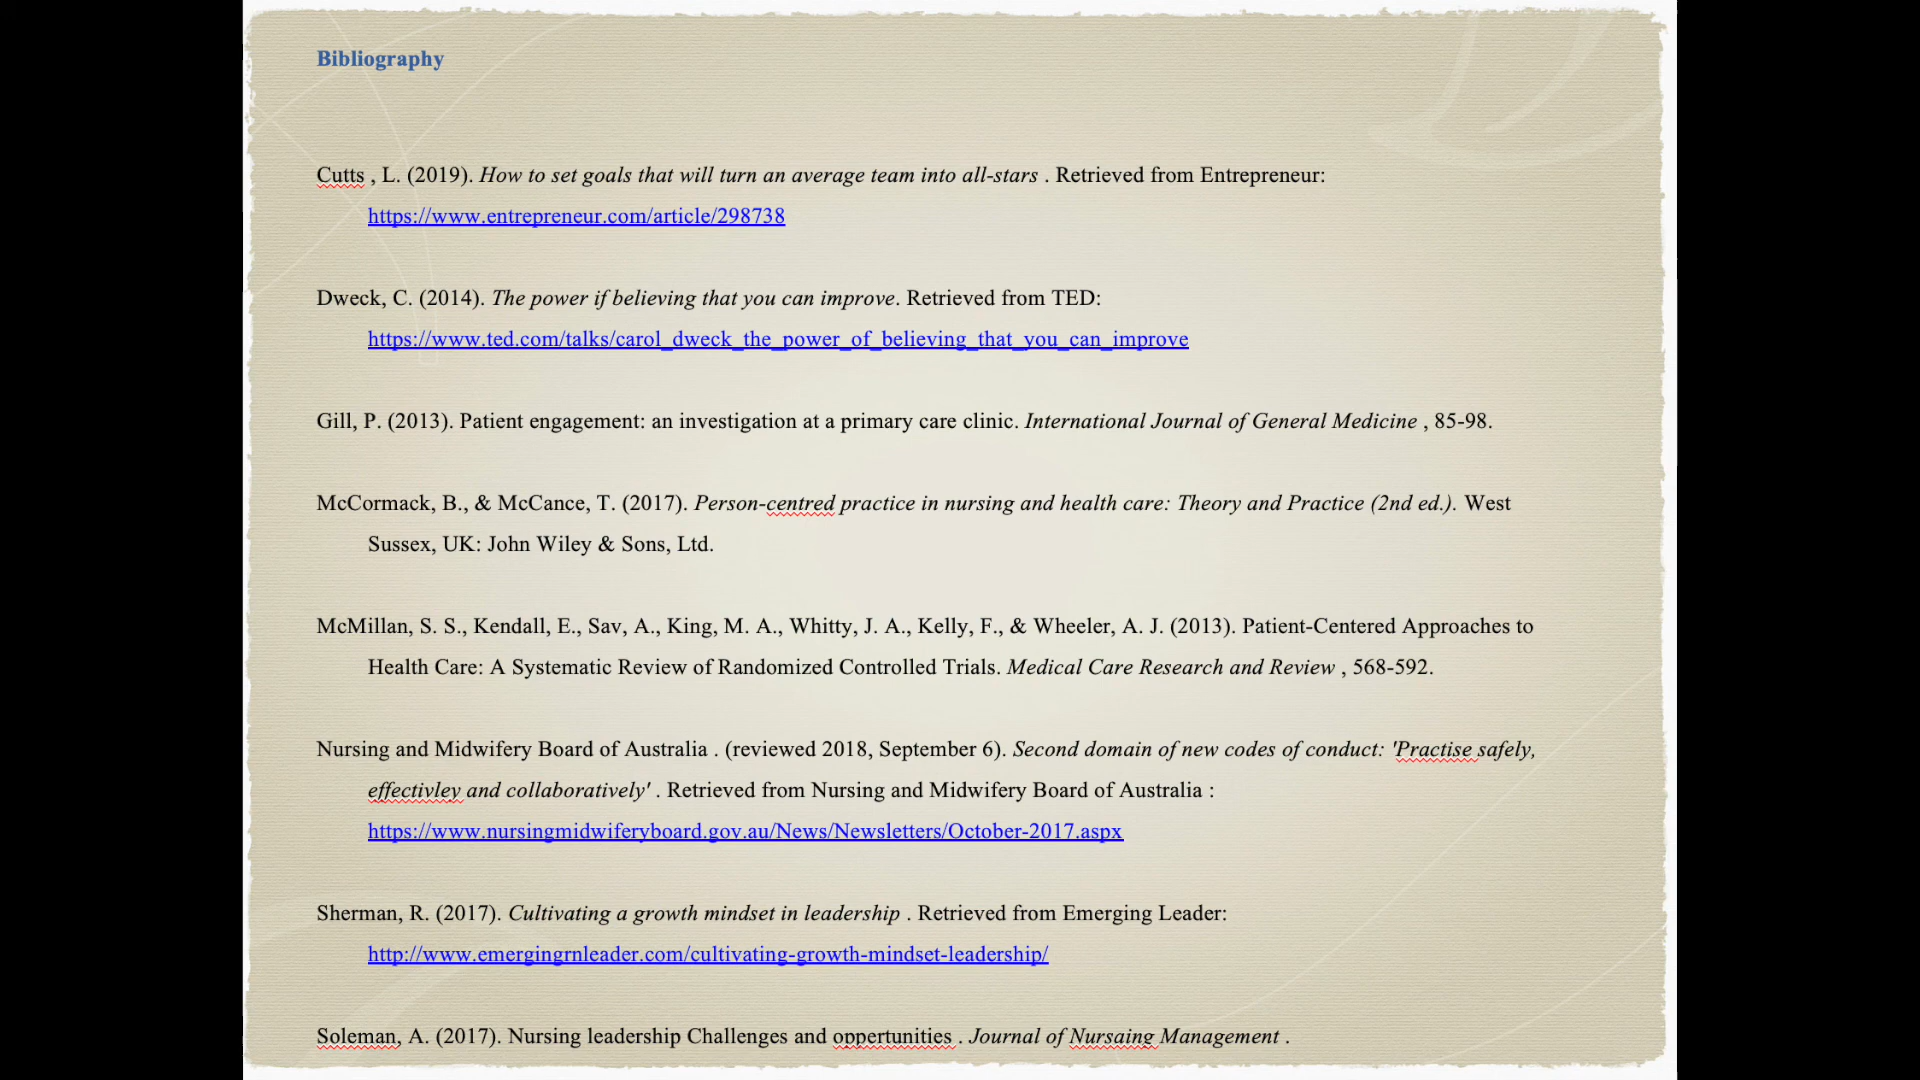 Bibliography
Cutts , L. (2019). How to set goals that will turn an average team into all-stars . Retrieved from Entrepreneur:
https://www.entrepreneur.com/article/298738
Dweck, C. (2014). The power if believing that you can improve. Retrieved from TED:
https://www.ted.com/talks/carol_dweck_the_power_of_believing_that_you_can_improve
Gill, P. (2013). Patient engagement: an investigation at a primary care clinic. International Journal of General Medicine , 85-98.
McCormack, B., & McCance, T. (2017). Person-centred practice in nursing and health care: Theory and Practice (2nd ed.). West
Sussex, UK: John Wiley & Sons, Ltd.
McMillan, S. S., Kendall, E., Sav, A., King, M. A., Whitty, J. A., Kelly, F., & Wheeler, A. J. (2013). Patient-Centered Approaches to
Health Care: A Systematic Review of Randomized Controlled Trials. Medical Care Research and Review , 568-592.
Nursing and Midwifery Board of Australia . (reviewed 2018, September 6). Second domain of new codes of conduct: 'Practise safely,
effectivley and collaboratively' . Retrieved from Nursing and Midwifery Board of Australia :
https://www.nursingmidwiferyboard.gov.au/News/Newsletters/October-2017.aspx
Sherman, R. (2017). Cultivating a growth mindset in leadership . Retrieved from Emerging Leader:
http://www.emergingrnleader.com/cultivating-growth-mindset-leadership/
Soleman, A. (2017). Nursing leadership Challenges and oppertunities . Journal of Nursaing Management .